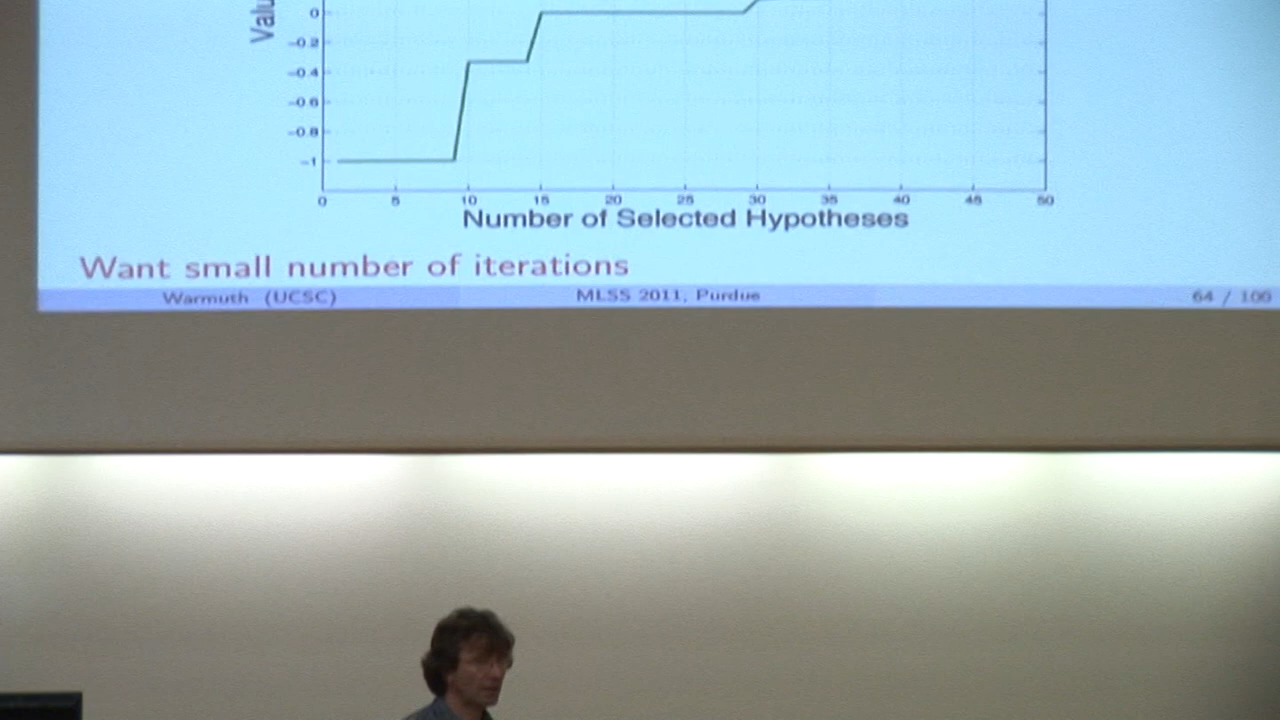 Valu
0
-0.2
-0.4
-0.6
-0.8
-1
0 5 10 15 20 25 30 35 40 45 50
Number of Selected Hypotheses
Want small number of iterations
Warmuth (UCSC) MLSS 2011, Purdue 64 / 100